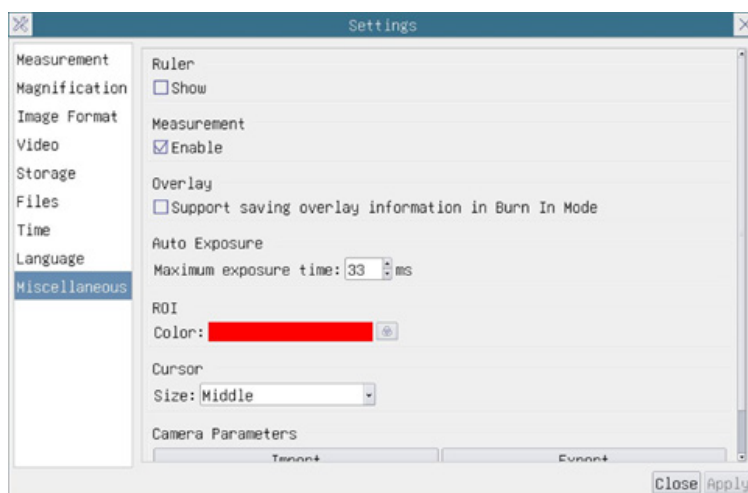 Settings
Measurement
Magnification
Image Format
Video
Storage
Files
Time
Language
Miscellaneous
Ruler
Show
Measurement
Enable
Overlay
Support saving overlay information in Burn In Mode
Auto Exposure
Maximum exposure time: 33 ms
ROI
Color:
Cursor
Size: Middle
Camera Parameters
Import Export
Close Apply